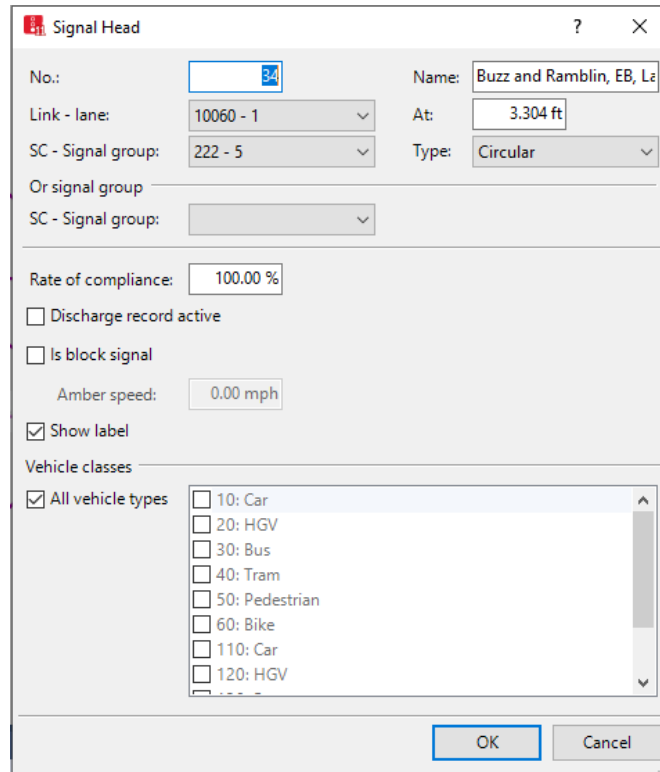 Signal Head ?
No.: 34 Name: Buzz and Ramblin, EB, La
Link - lane: 10060 - 1 At: 3.304 ft
SC - Signal group: 222 - 5 Type: Circular
Or signal group
SC - Signal group:
Rate of compliance: 100.00 %
Discharge record active
Is block signal
Amber speed: 0.00 mph
Show label
Vehicle classes
All vehicle types 10: Car
20: HGV
30: Bus
40: Tram
50: Pedestrian
60: Bike
110: Car
120: HGV
OK Cancel